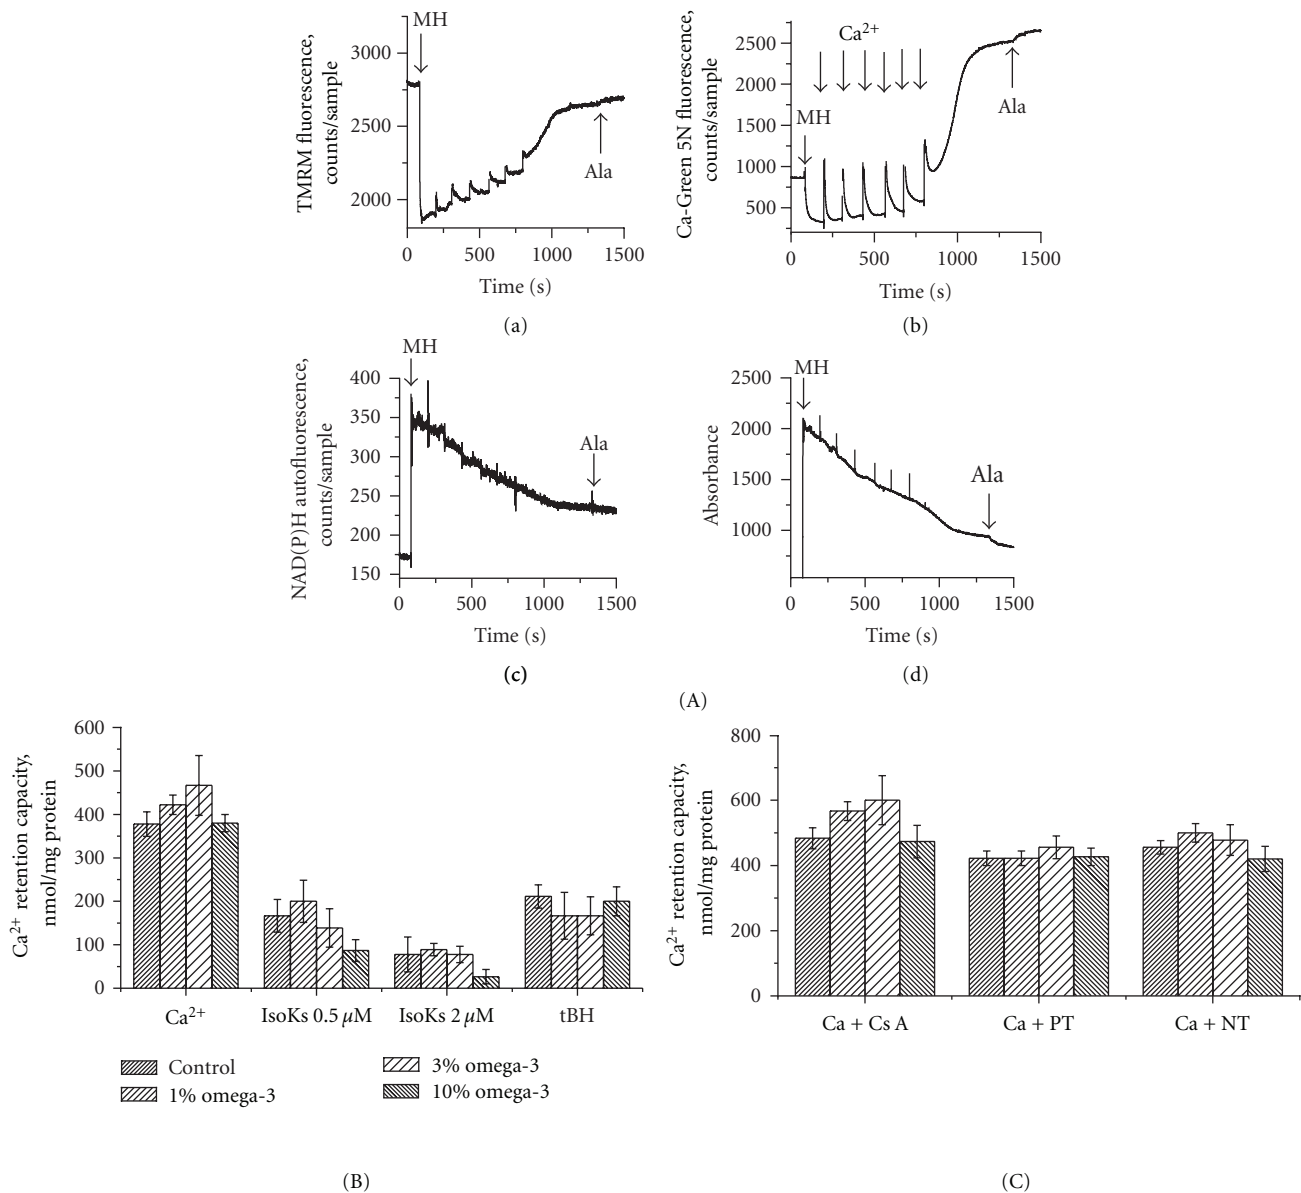 TMRM fluorescence,
counts/sample
3000
2500
2000
MH
Ala
0
500
1000
1500
Time (s)
(a)
Ca-Green 5N fluorescence,
counts/sample
2500
2000
1500
1000
500
Ca²⁺
MH
Ala
0
500
1000
1500
Time (s)
(b)
NAD(P)H autofluorescence,
counts/sample
400
350
300
250
200
150
MH
Ala
0
500
1000
1500
Time (s)
(c)
Absorbance
2500
2000
1500
1000
MH
Ala
0
500
1000
1500
Time (s)
(d)
(A)
Ca²⁺ retention capacity,
nmol/mg protein
600
500
400
300
200
100
0
Ca²⁺
IsoKs 0.5 μM
IsoKs 2 μM
tBH
Control
1% omega-3
3% omega-3
10% omega-3
(B)
Ca²⁺ retention capacity,
nmol/mg protein
800
600
400
200
0
Ca + Cs A
Ca + PT
Ca + NT
(C)